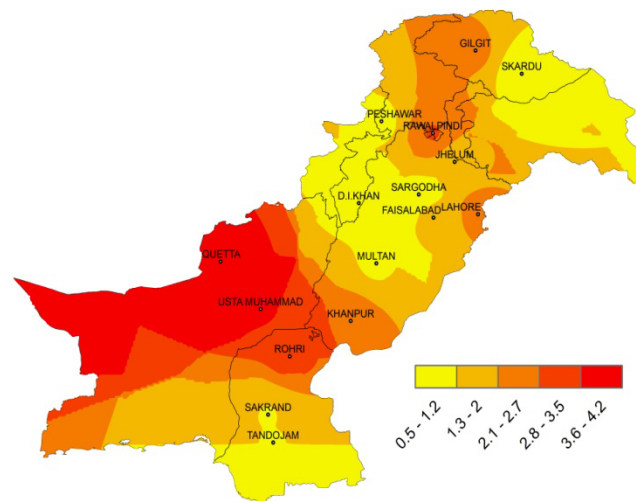 GILGIT
SKARDU
PESHAWAR
RAWALPINDI
JHELUM
SARGODHA
D.I.KHAN
FAISALABAD
LAHORE
QUETTA
MULTAN
USTA MUHAMMAD
KHANPUR
ROHRI
SAKRAND
TANDOJAM
0.5 - 1.2
1.3 - 2
2.1 - 2.7
2.8 - 3.5
3.6 - 4.2